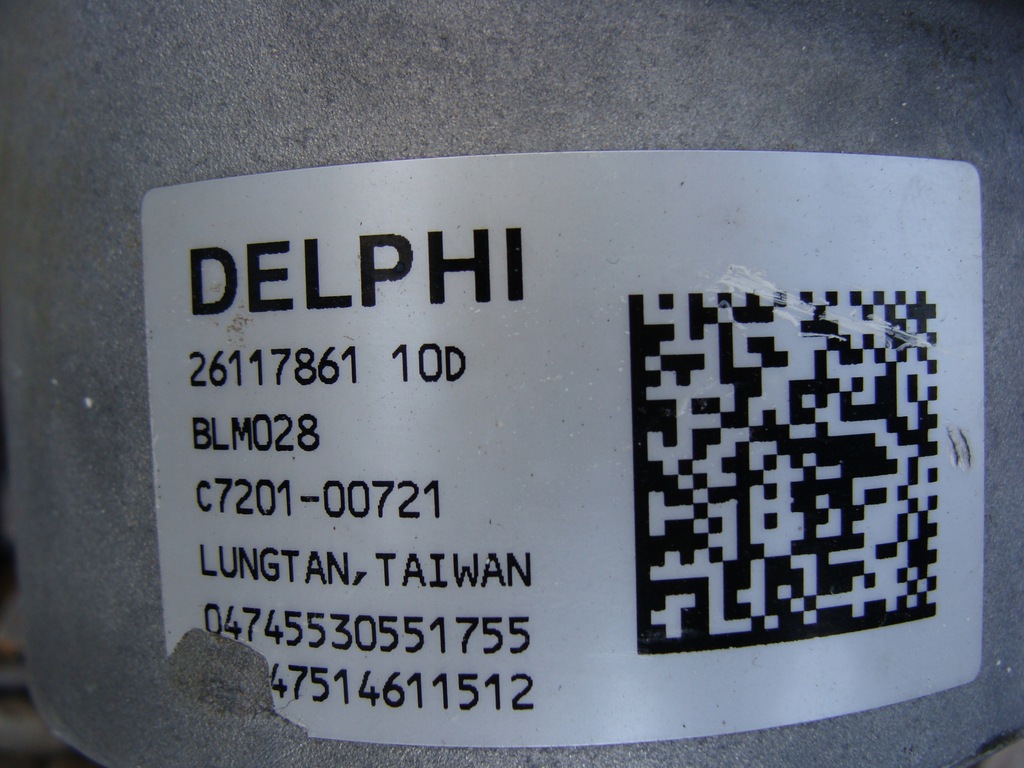 DELPHI
26117861 10D
BLM028
C7201-00721
LUNGTAN, TAIWAN
04745530551755
47514611512